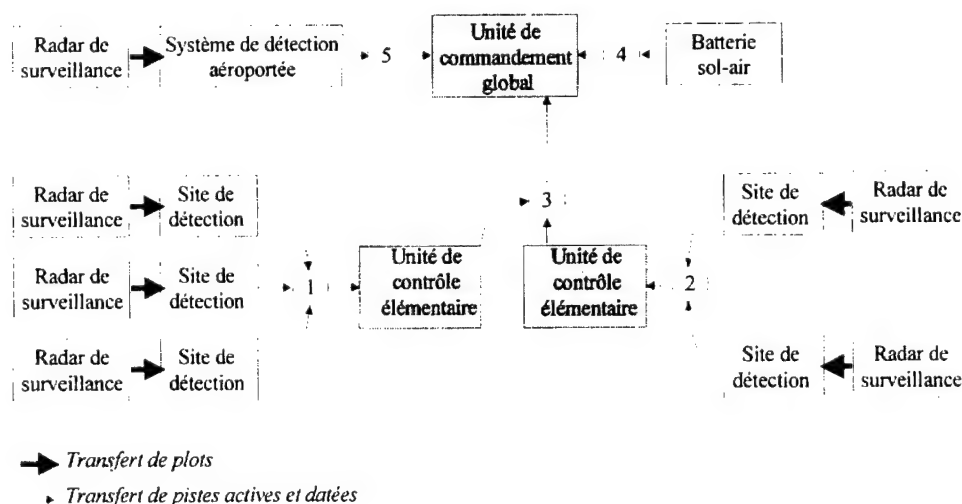 Radar de
surveillance
Système de détection
aéroportée
5
Unité de
commandement
global
4
Batterie
sol-air
Radar de
surveillance
Site de
détection
Radar de
surveillance
Site de
détection
Radar de
surveillance
Site de
détection
1
Unité de
contrôle
élémentaire
3
Unité de
contrôle
élémentaire
2
Site de
détection
Radar de
surveillance
Site de
détection
Radar de
surveillance
Transfert de plots
Transfert de pistes actives et datées